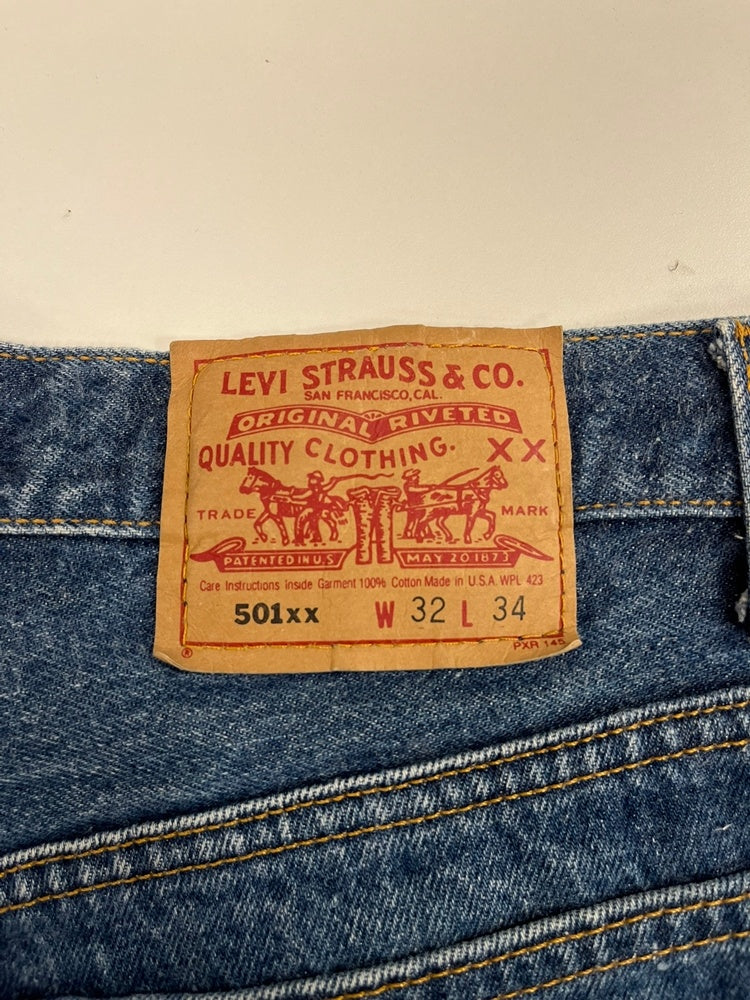 LEVI STRAUSS & CO.
SAN FRANCISCO, CAL.
ORIGINAL RIVETED
QUALITY CLOTHING. XX
TRADE MARK
PATENTED IN U.S MAY 20 1873
Care Instructions Inside Garment 100% Cotton Made in U.S.A. WPL 423
501xx W 32 L 34
® PXR 145